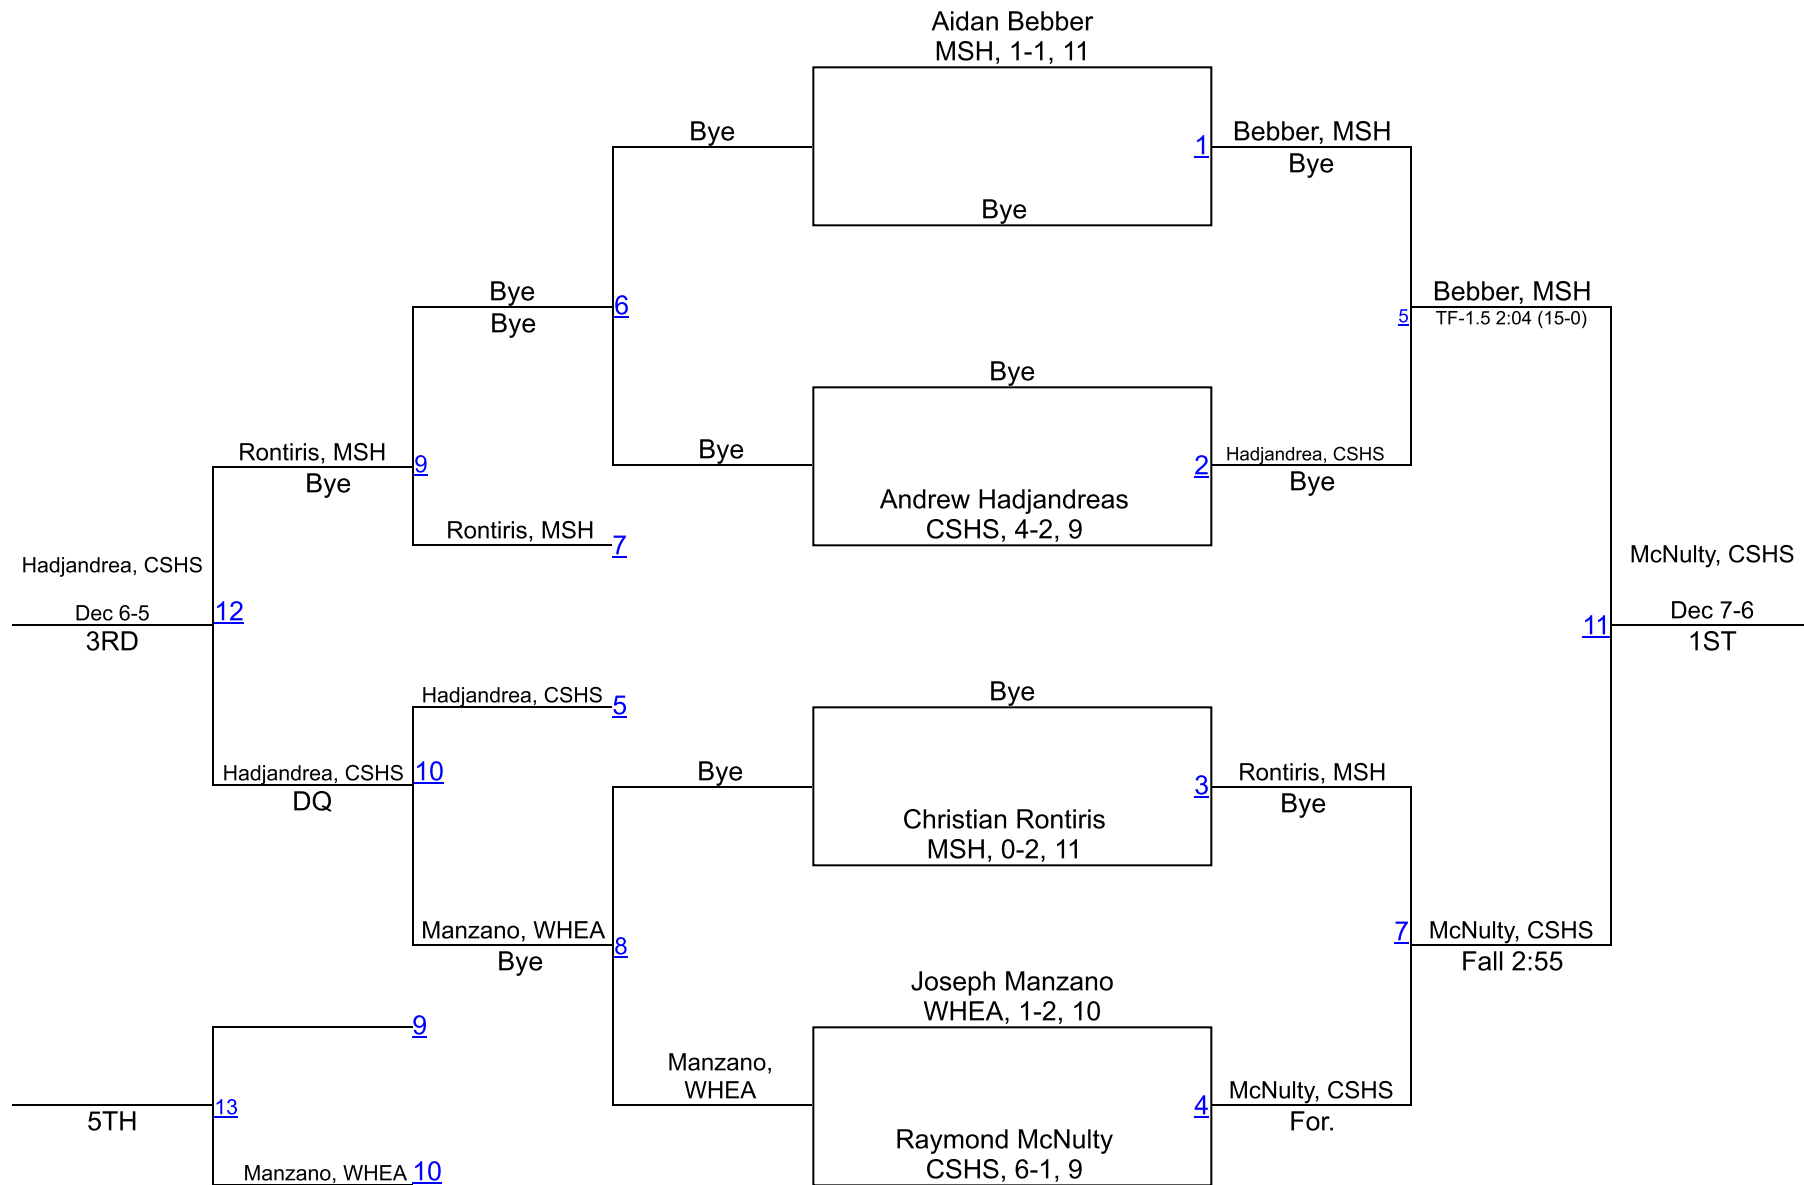 Aidan Bebber
MSH, 1-1, 11
Bye
1
Bebber, MSH
Bye
Bye
Bye
Bye
6
Bebber, MSH
5
TF-1.5 2:04 (15-0)
Bye
Rontiris, MSH
Bye
9
Bye
2
Hadjandrea, CSHS
Bye
Andrew Hadjandreas
CSHS, 4-2, 9
Rontiris, MSH
7
Hadjandrea, CSHS
McNulty, CSHS
Dec 6-5
12
3RD
11
Dec 7-6
1ST
Hadjandrea, CSHS
5
Bye
Hadjandrea, CSHS
10
DQ
Bye
3
Rontiris, MSH
Bye
Christian Rontiris
MSH, 0-2, 11
Manzano, WHEA
Bye
8
7
McNulty, CSHS
Fall 2:55
Joseph Manzano
WHEA, 1-2, 10
9
Manzano,
WHEA
4
McNulty, CSHS
For.
13
5TH
Raymond McNulty
CSHS, 6-1, 9
Manzano, WHEA
10